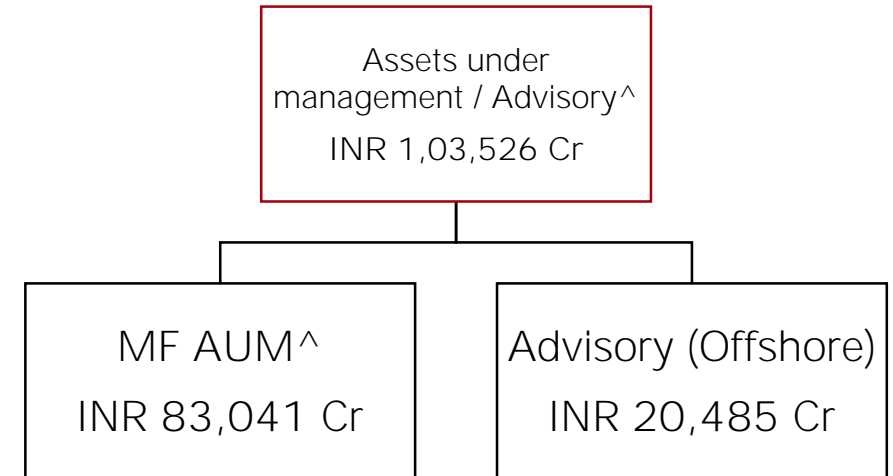 Assets under
management / Advisory^
INR 1,03,526 Cr
MF AUM^
INR 83,041 Cr
Advisory (Offshore)
INR 20,485 Cr